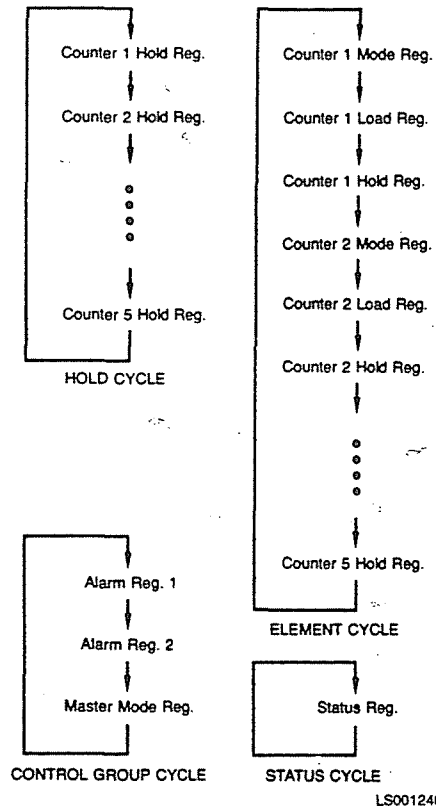 Counter 1 Hold Reg.
Counter 2 Hold Reg.
Counter 5 Hold Reg.
HOLD CYCLE
Counter 1 Mode Reg.
Counter 1 Load Reg.
Counter 1 Hold Reg.
Counter 2 Mode Reg.
Counter 2 Load Reg.
Counter 2 Hold Reg.
Counter 5 Hold Reg.
ELEMENT CYCLE
Alarm Reg. 1
Alarm Reg. 2
Master Mode Reg.
CONTROL GROUP CYCLE
Status Reg.
STATUS CYCLE